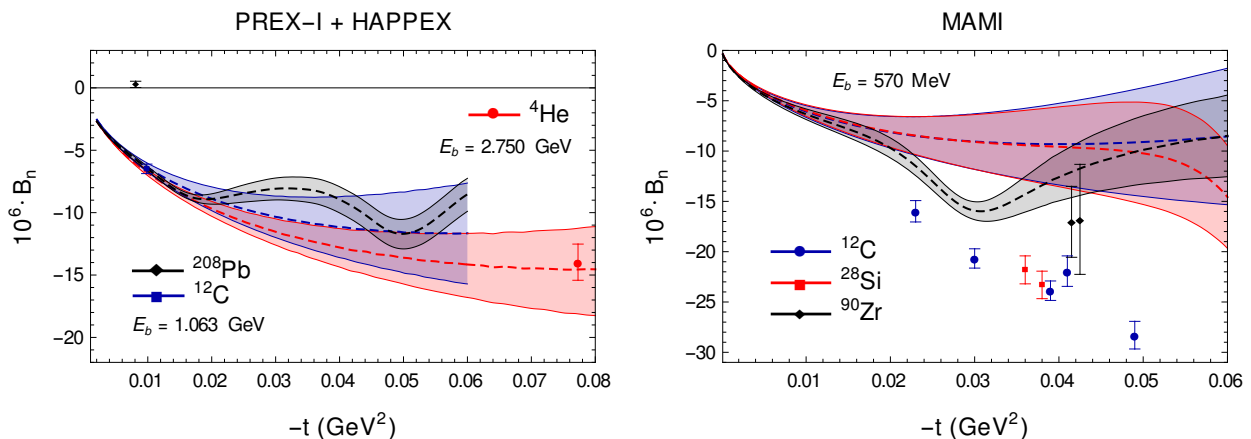 PREX-I + HAPPEX
10⁶· Bₙ
0
-5
-10
-15
-20
⁴He
E_b = 2.750 GeV
²⁰⁸Pb
¹²C
E_b = 1.063 GeV
0.01 0.02 0.03 0.04 0.05 0.06 0.07 0.08
-t (GeV²)
MAMI
10⁶· Bₙ
0
-5
-10
-15
-20
-25
-30
E_b = 570 MeV
¹²C
²⁸Si
⁹⁰Zr
0.01 0.02 0.03 0.04 0.05 0.06
-t (GeV²)